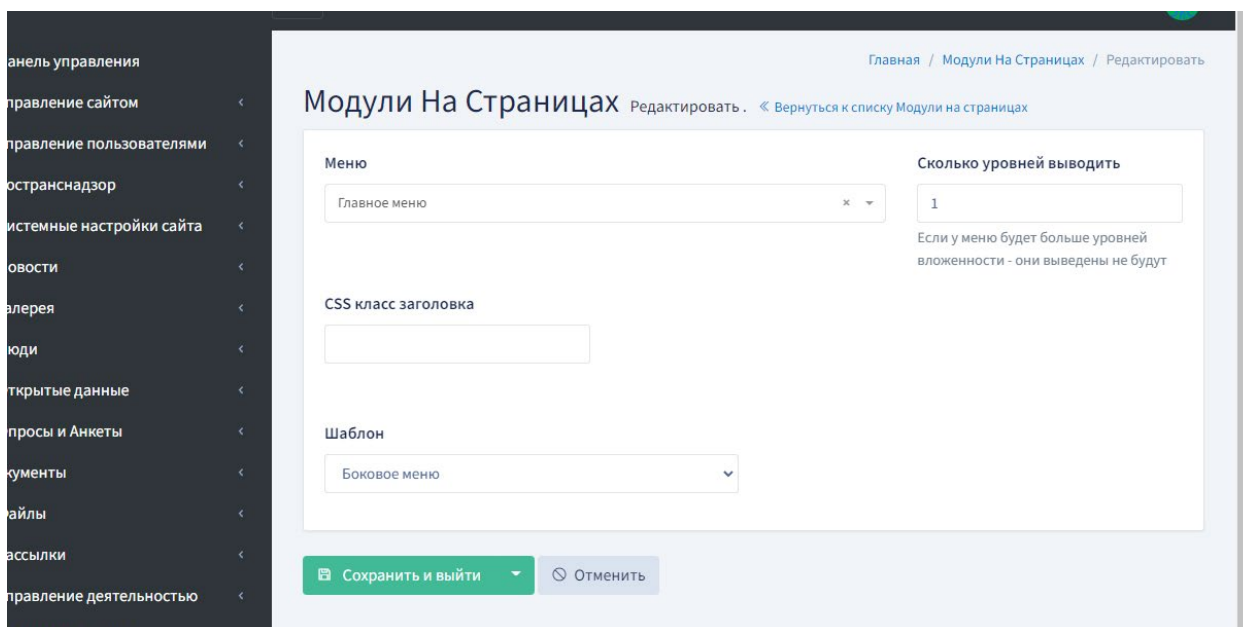 анель управления
правление сайтом
правление пользователями
остранснадзор
истемные настройки сайта
овости
алерея
юди
ткрытые данные
просы и Анкеты
кументы
айлы
ассылки
правление деятельностью
Главная / Модули На Страницах / Редактировать
Модули На Страницах Редактировать . « Вернуться к списку Модули на страницах
Меню
Главное меню × 
Сколько уровней выводить
1
Если у меню будет больше уровней
вложенности - они выведены не будут
CSS класс заголовка
Шаблон
Боковое меню
Сохранить и выйти
Отменить